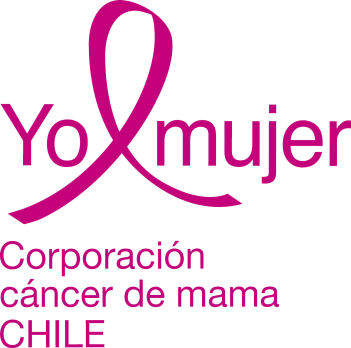 Yo mujer
Corporación
cáncer de mama
CHILE